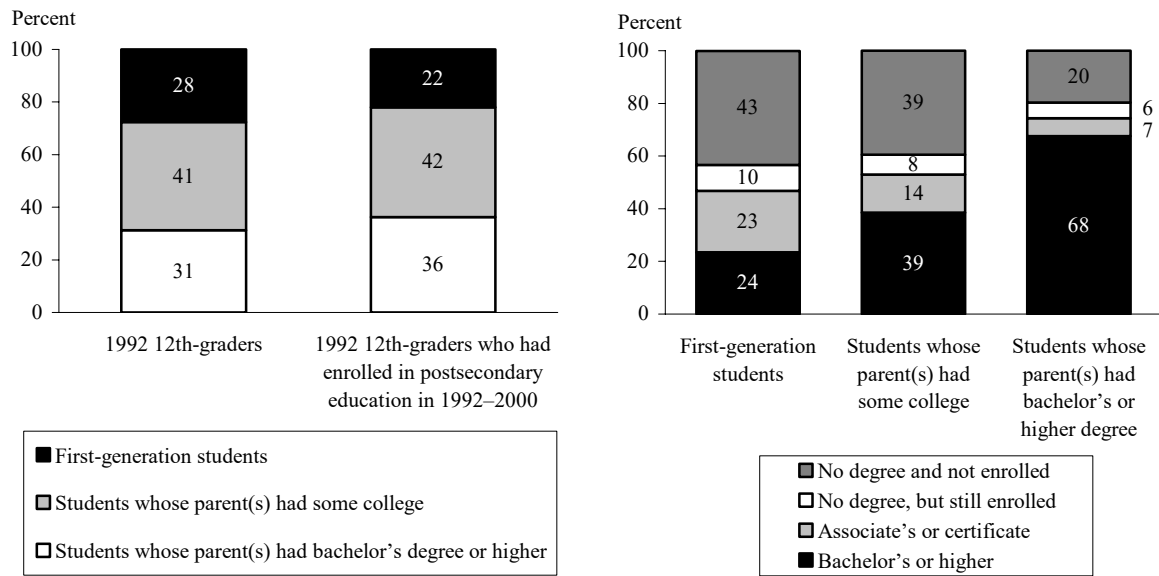 Percent
100
80
60
40
20
0
28
41
31
22
42
36
1992 12th-graders
1992 12th-graders who had
enrolled in postsecondary
education in 1992–2000
First-generation students
Students whose parent(s) had some college
Students whose parent(s) had bachelor's degree or higher
Percent
100
80
60
40
20
0
43
10
23
24
39
8
14
39
20
6
7
68
First-generation
students
Students whose
parent(s) had
some college
Students whose
parent(s) had
bachelor's or
higher degree
No degree and not enrolled
No degree, but still enrolled
Associate's or certificate
Bachelor's or higher